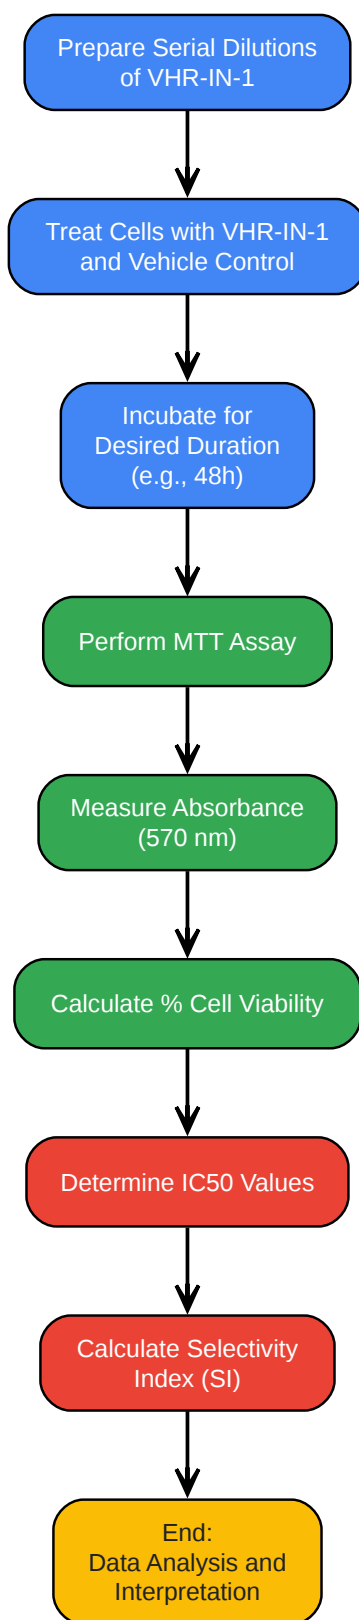 Prepare Serial Dilutions
of VHR-IN-1
Treat Cells with VHR-IN-1
and Vehicle Control
Incubate for
Desired Duration
(e.g., 48h)
Perform MTT Assay
Measure Absorbance
(570 nm)
Calculate % Cell Viability
Determine IC50 Values
Calculate Selectivity
Index (SI)
End:
Data Analysis and
Interpretation